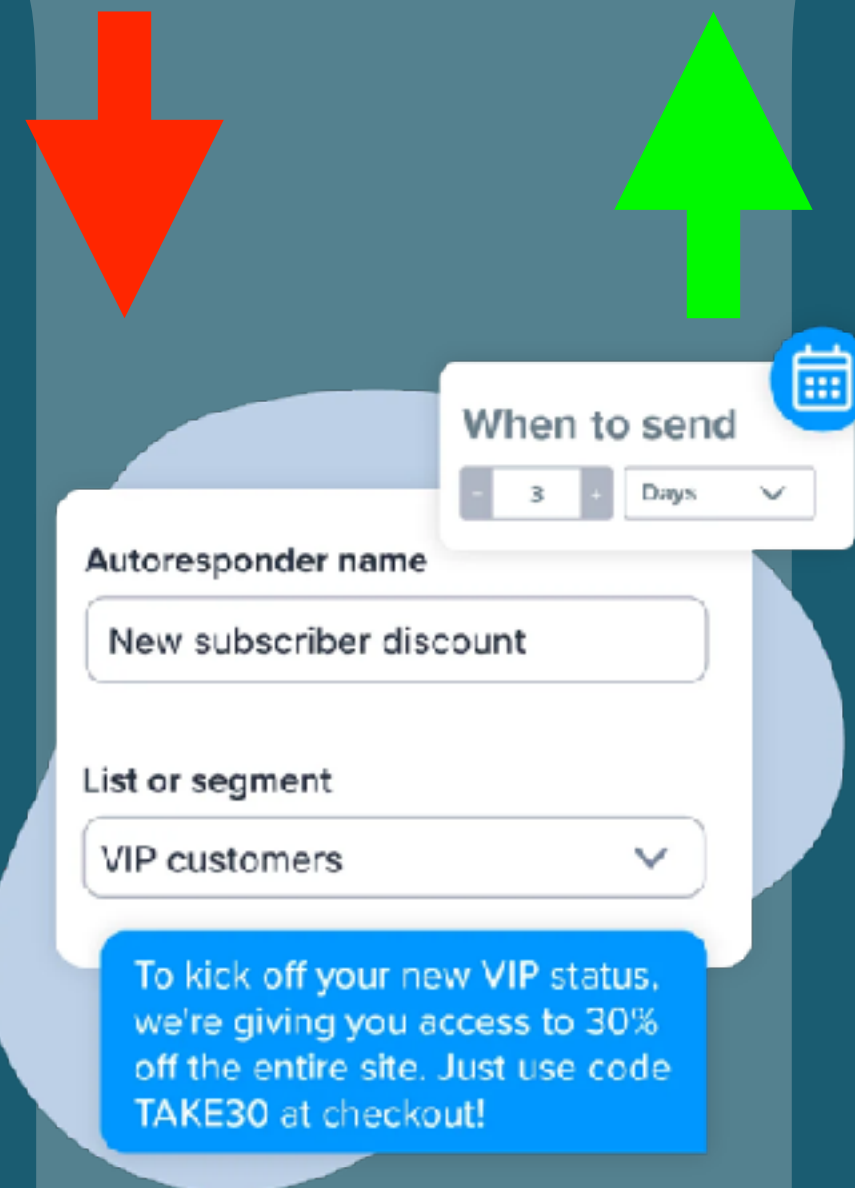 When to send
- 3 + Days
Autoresponder name
New subscriber discount
List or segment
VIP customers
To kick off your new VIP status,
we're giving you access to 30%
off the entire site. Just use code
TAKE30 at checkout!